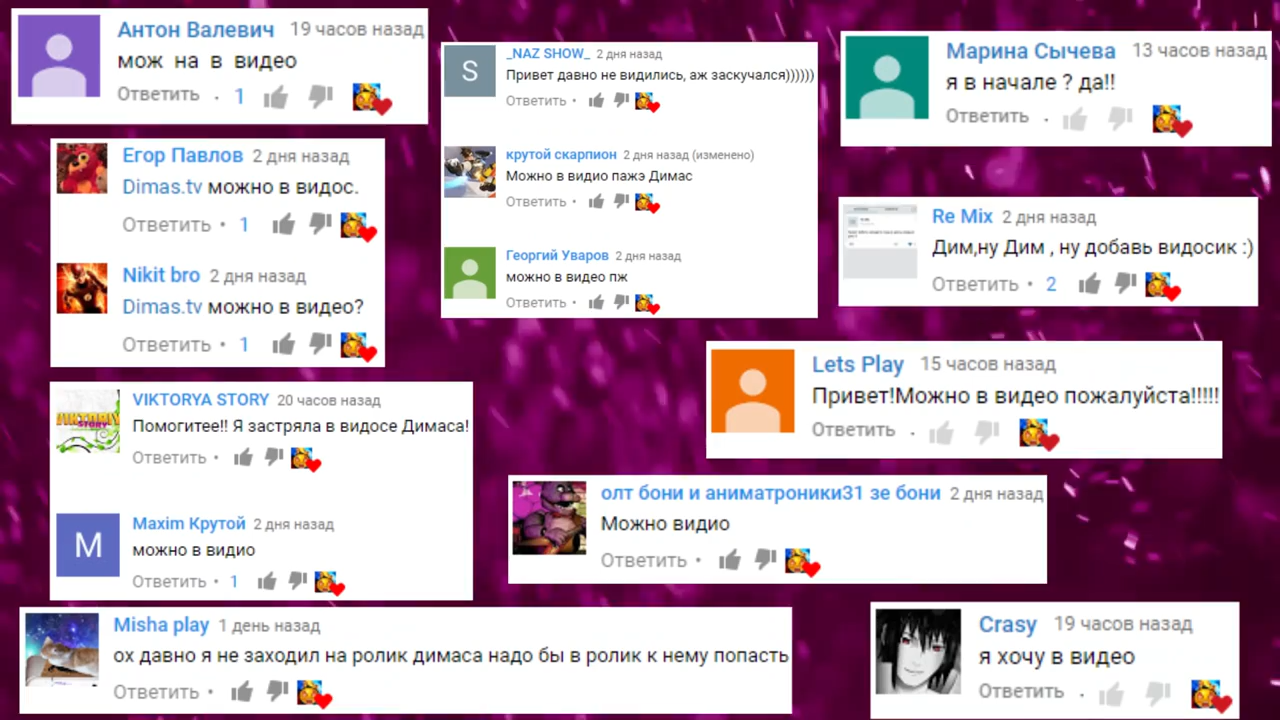 Антон Валевич 19 часов назад
мож на в видео
Ответить · 1
Егор Павлов 2 дня назад
Dimas.tv можно в видос.
Ответить · 1
Nikit bro 2 дня назад
Dimas.tv можно в видео?
Ответить · 1
S
_NAZ SHOW_ 2 дня назад
Привет давно не видились, аж заскучался))))))
Ответить ·
крутой скарпион 2 дня назад (изменено)
Можно в видио пажэ Димас
Ответить ·
Георгий Уваров 2 дня назад
можно в видео пж
Ответить ·
Марина Сычева 13 часов назад
я в начале ? да!!
Ответить ·
Re Mix 2 дня назад
Дим,ну Дим , ну добавь видосик :)
Ответить · 2
Lets Play 15 часов назад
Привет!Можно в видео пожалуйста!!!!!
Ответить ·
VIKTORYA STORY 20 часов назад
Помогитее!! Я застряла в видосе Димаса!
Ответить ·
M
Maxim Крутой 2 дня назад
можно в видио
Ответить · 1
олт бони и аниматроники31 зе бони 2 дня назад
Можно видио
Ответить ·
Misha play 1 день назад
ох давно я не заходил на ролик димаса надо бы в ролик к нему попасть
Ответить ·
Crasy 19 часов назад
я хочу в видео
Ответить ·